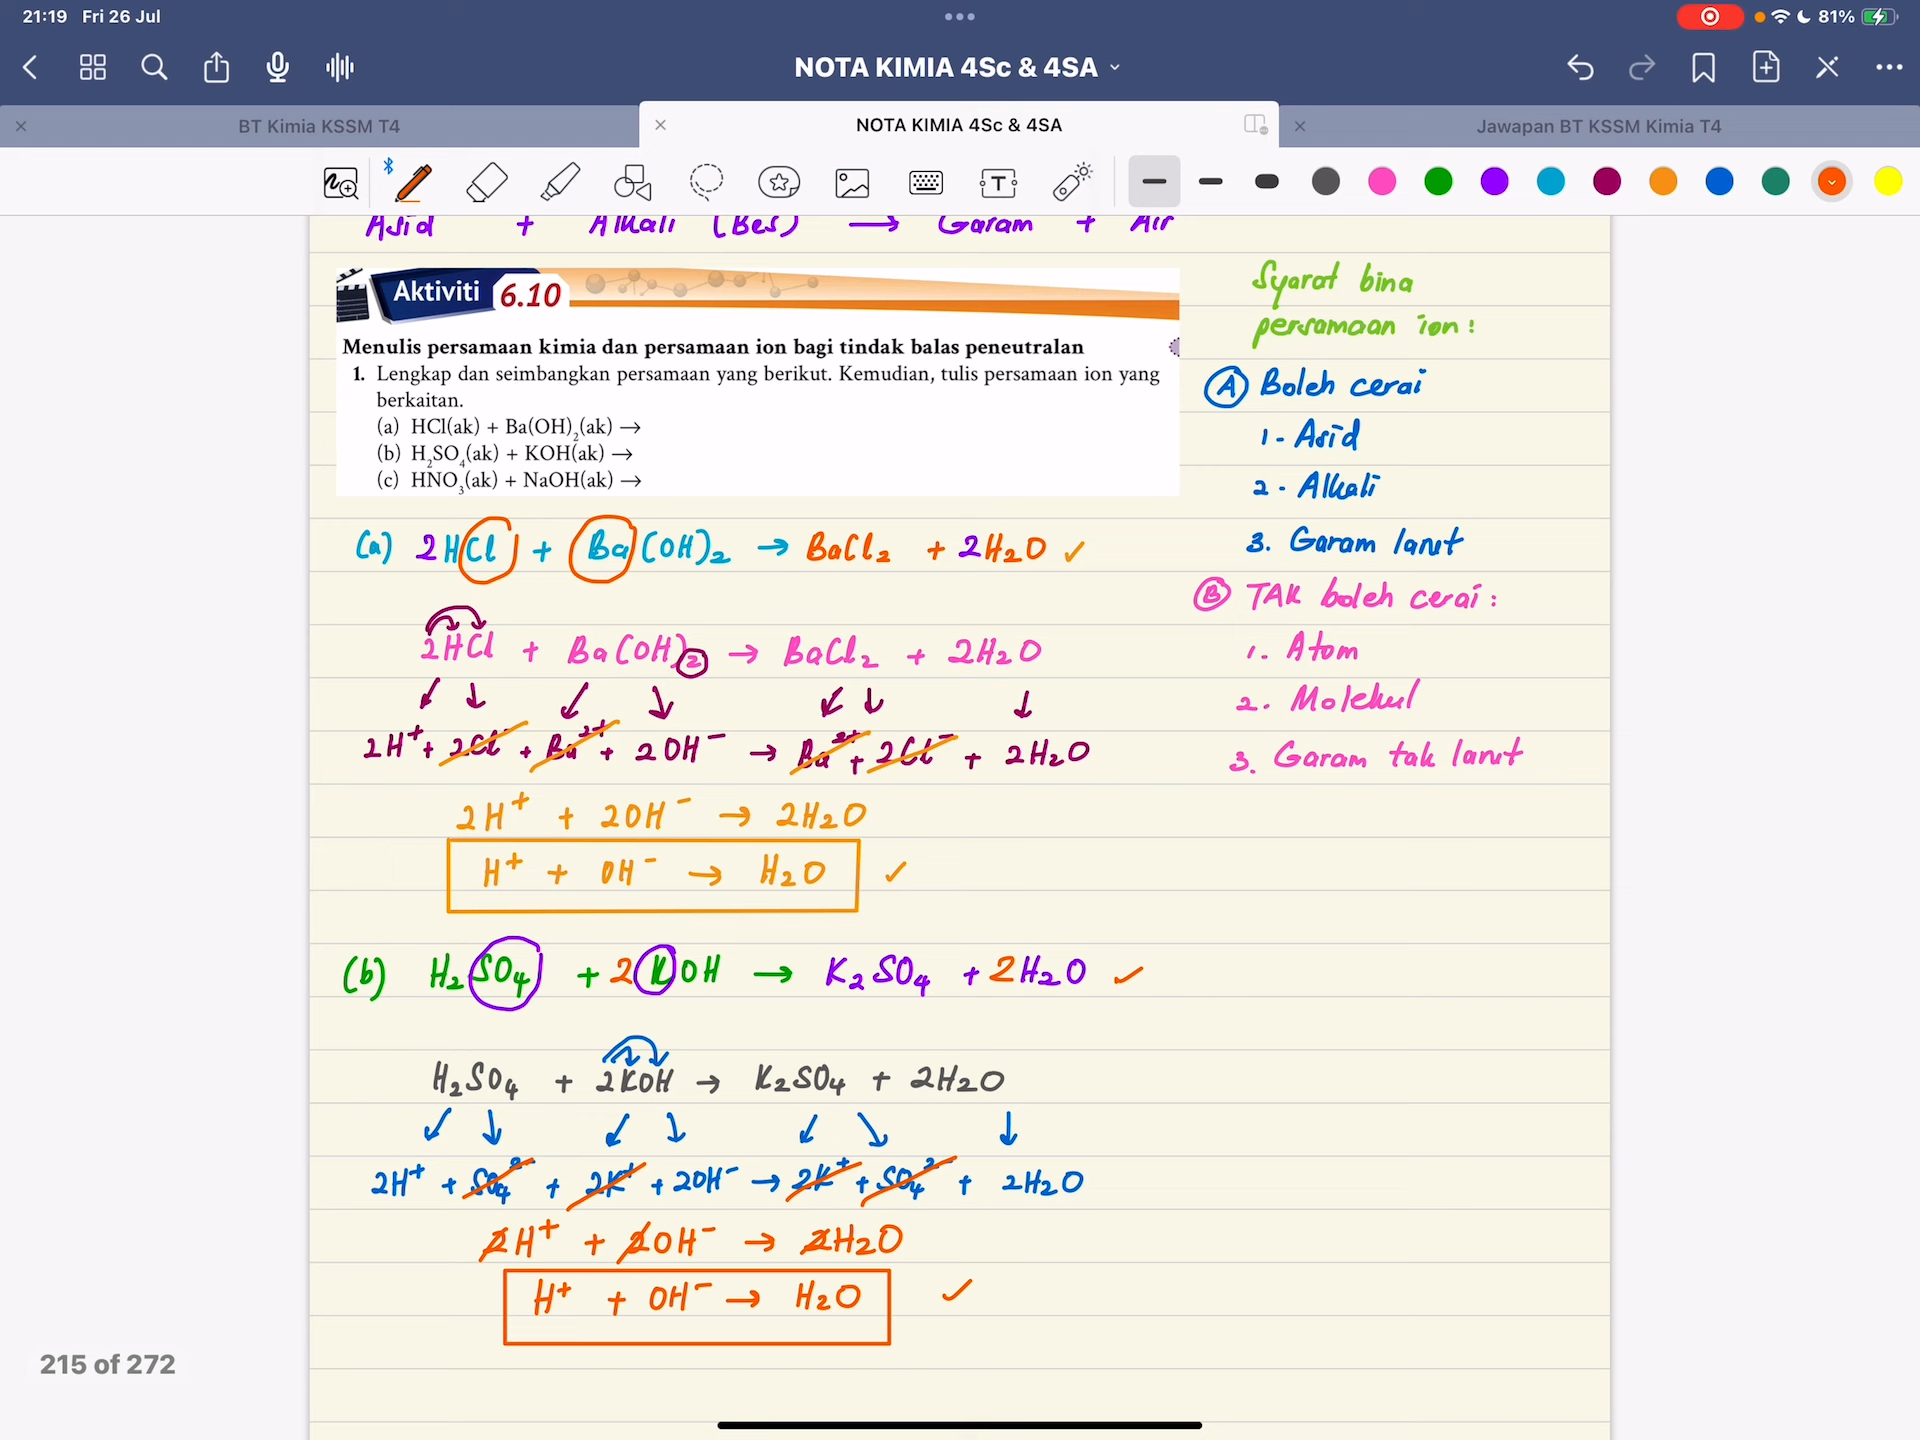 21:19 Fri 26 Jul
81%
NOTA KIMIA 4Sc & 4SA
BT Kimia KSSM T4
NOTA KIMIA 4Sc & 4SA
Jawapan BT KSSM Kimia T4
Asid + Alkali (Bes) → Garam + Air
Aktiviti 6.10
Menulis persamaan kimia dan persamaan ion bagi tindak balas peneutralan
1. Lengkap dan seimbangkan persamaan yang berikut. Kemudian, tulis persamaan ion yang
berkaitan.
(a) HCl(ak) + Ba(OH)₂(ak) →
(b) H₂SO₄(ak) + KOH(ak) →
(c) HNO₃(ak) + NaOH(ak) →
Syarat bina
persamaan ion :
Ⓐ Boleh cerai
1 - Asid
2 - Alkali
3. Garam larut
Ⓑ TAK boleh cerai :
1. Atom
2. Molekul
3. Garam tak larut
(a) 2HCl + Ba(OH)₂ → BaCl₂ + 2H₂O ✓
2HCl + Ba(OH)₂ → BaCl₂ + 2H₂O
2H⁺ + 2Cl⁻ + Ba²⁺ + 2OH⁻ → Ba²⁺ + 2Cl⁻ + 2H₂O
2H⁺ + 2OH⁻ → 2H₂O
H⁺ + OH⁻ → H₂O ✓
(b) H₂SO₄ + 2KOH → K₂SO₄ + 2H₂O ✓
H₂SO₄ + 2KOH → K₂SO₄ + 2H₂O
2H⁺ + SO₄²⁻ + 2K⁺ + 2OH⁻ → 2K⁺ + SO₄²⁻ + 2H₂O
2H⁺ + 2OH⁻ → 2H₂O
H⁺ + OH⁻ → H₂O ✓
215 of 272